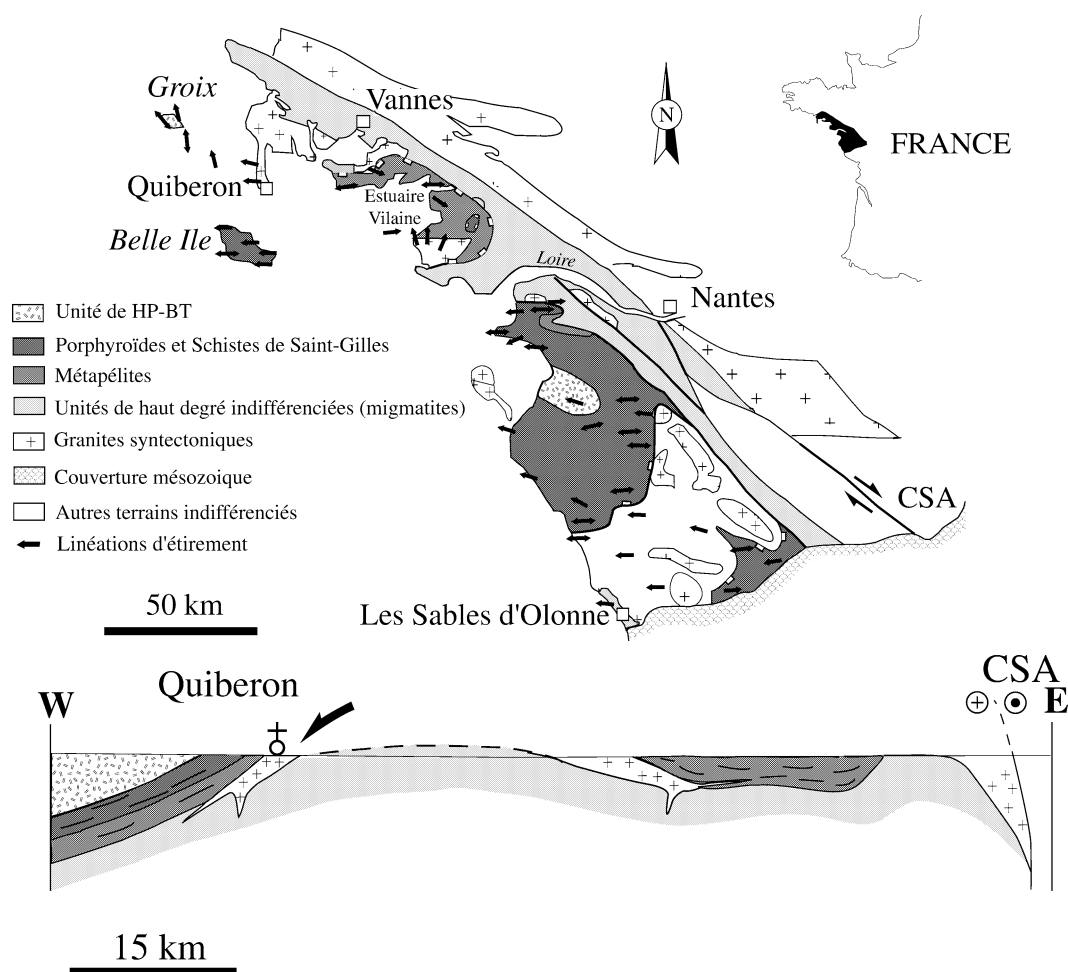 Groix
Vannes
N
FRANCE
Quiberon
Estuaire
Vilaine
Belle Ile
Loire
Nantes
Unité de HP-BT
Porphyroïdes et Schistes de Saint-Gilles
Métapélites
Unités de haut degré indifférenciées (migmatites)
Granites syntectoniques
Couverture mésozoique
Autres terrains indifférenciés
Linéations d'étirement
CSA
50 km
Les Sables d'Olonne
Quiberon
CSA
W
E
15 km